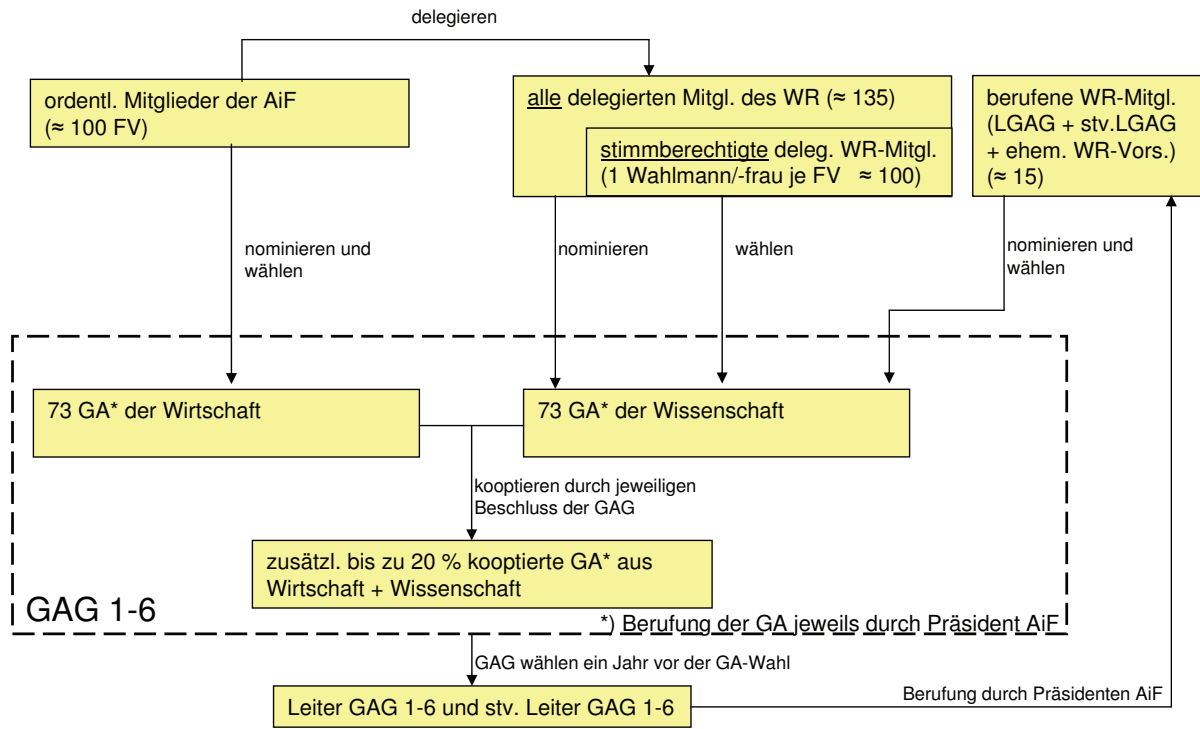 delegieren
ordentl. Mitglieder der AiF
(≈ 100 FV)
alle delegierten Mitgl. des WR (≈ 135)
stimmberechtigte deleg. WR-Mitgl.
(1 Wahlmann/-frau je FV ≈ 100)
berufene WR-Mitgl.
(LGAG + stv.LGAG
+ ehem. WR-Vors.)
(≈ 15)
nominieren und
wählen
nominieren
wählen
nominieren und
wählen
73 GA* der Wirtschaft
73 GA* der Wissenschaft
kooptieren durch jeweiligen
Beschluss der GAG
zusätzl. bis zu 20 % kooptierte GA* aus
Wirtschaft + Wissenschaft
GAG 1-6
*) Berufung der GA jeweils durch Präsident AiF
GAG wählen ein Jahr vor der GA-Wahl
Leiter GAG 1-6 und stv. Leiter GAG 1-6
Berufung durch Präsidenten AiF